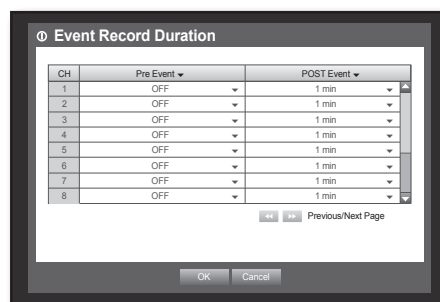 Event Record Duration
CH Pre Event POST Event
1 OFF 1 min
2 OFF 1 min
3 OFF 1 min
4 OFF 1 min
5 OFF 1 min
6 OFF 1 min
7 OFF 1 min
8 OFF 1 min
Previous/Next Page
OK Cancel